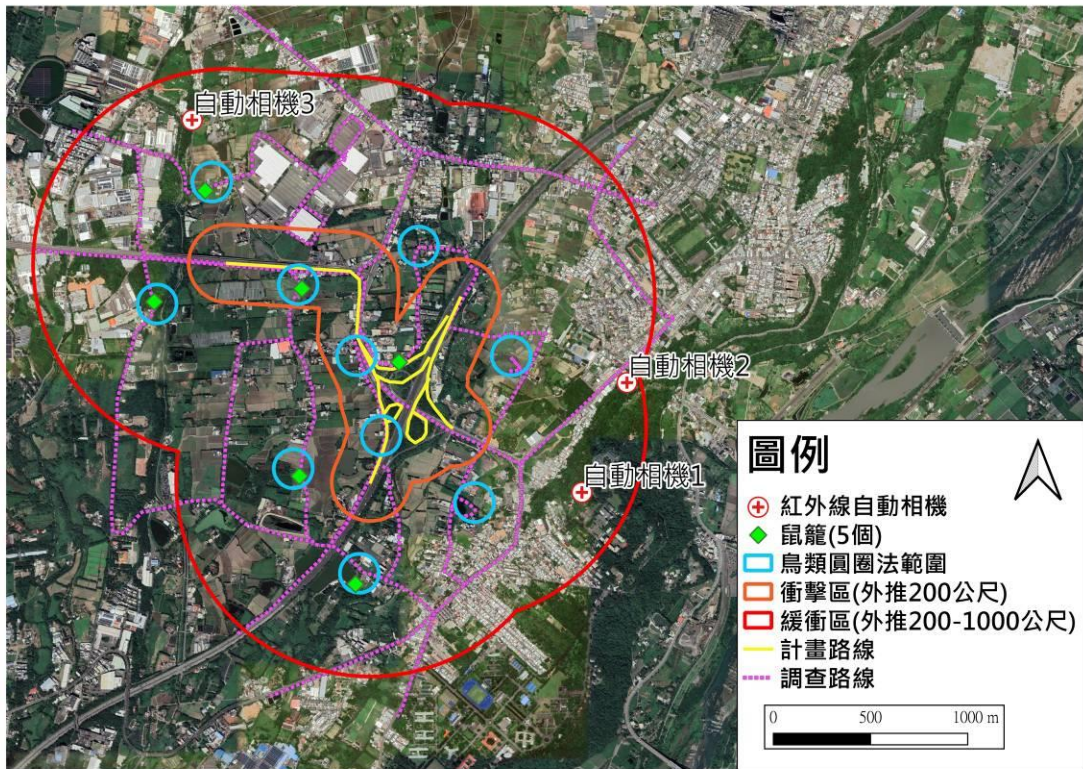 自動相機3
自動相機2
自動相機1
圖例
紅外線自動相機
鼠籠(5個)
鳥類圓圈法範圍
衝擊區(外推200公尺)
緩衝區(外推200-1000公尺)
計畫路線
調查路線
0 500 1000 m